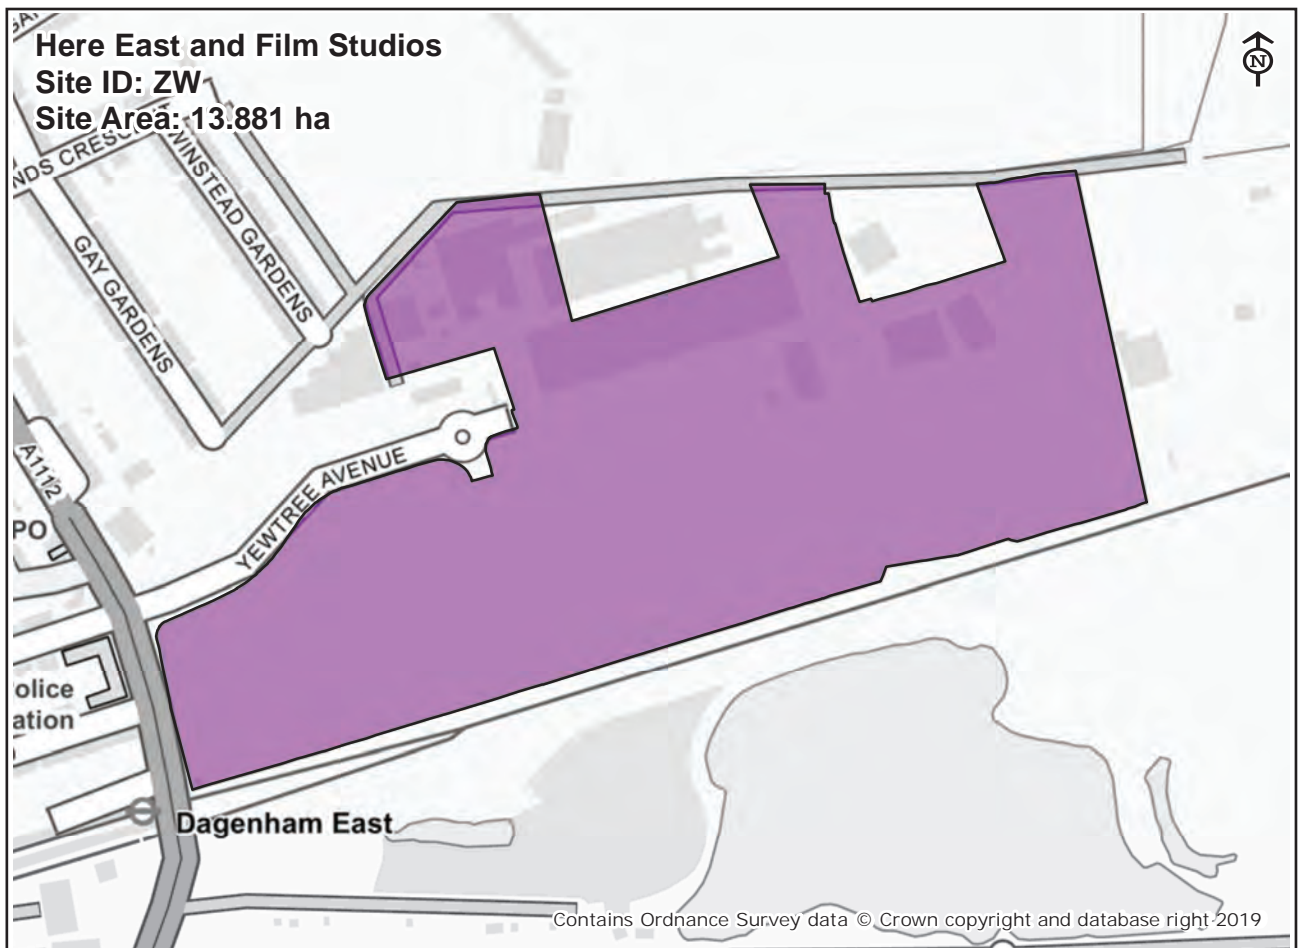 Here East and Film Studios
Site ID: ZW
Site Area: 13.881 ha
N
WINSTEAD GARDENS
GAY GARDENS
A1112
YEWTREE AVENUE
PO
olice
ation
Dagenham East
Contains Ordnance Survey data © Crown copyright and database right 2019